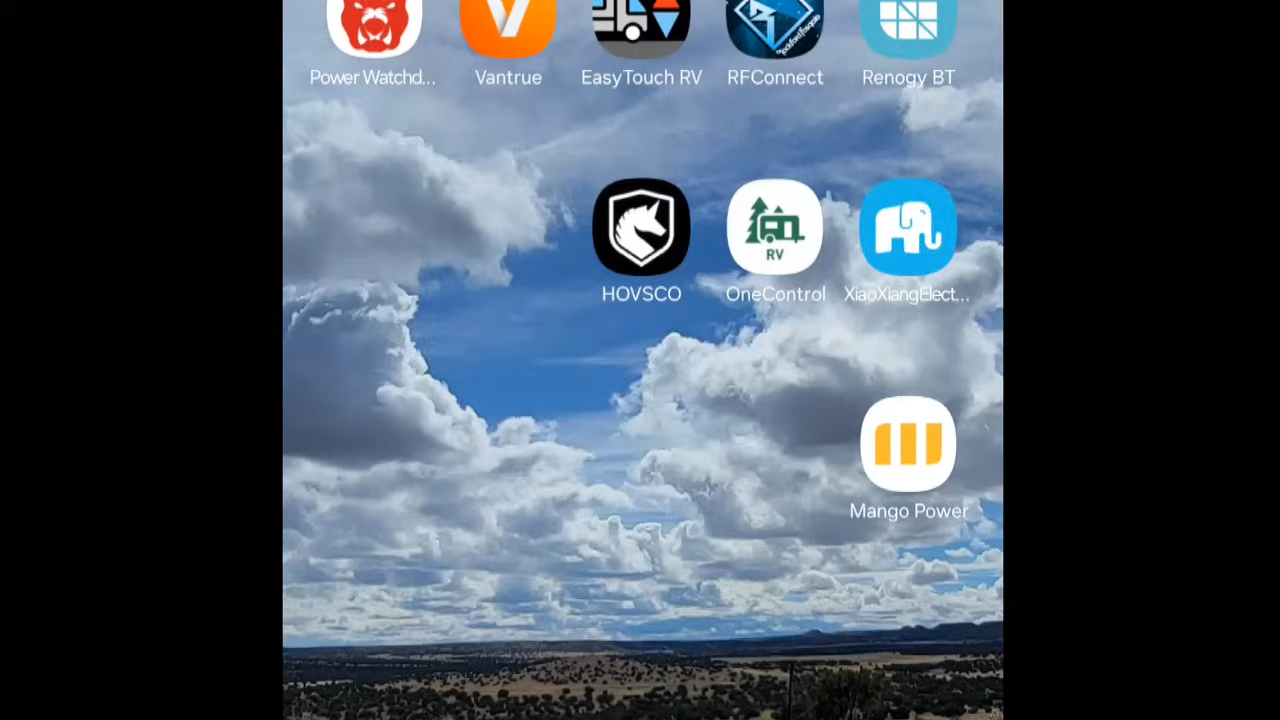 Power Watchd...
Vantrue
EasyTouch RV
RFConnect
Renogy BT
RV
HOVSCO
OneControl
XiaoXiangElect...
Mango Power